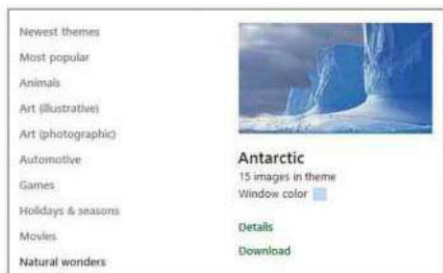 Newest themes
Most popular
Animals
Art (illustrative)
Art (photographic)
Automotive
Games
Holidays & seasons
Movies
Natural wonders
Antarctic
15 images in theme
Window color
Details
Download